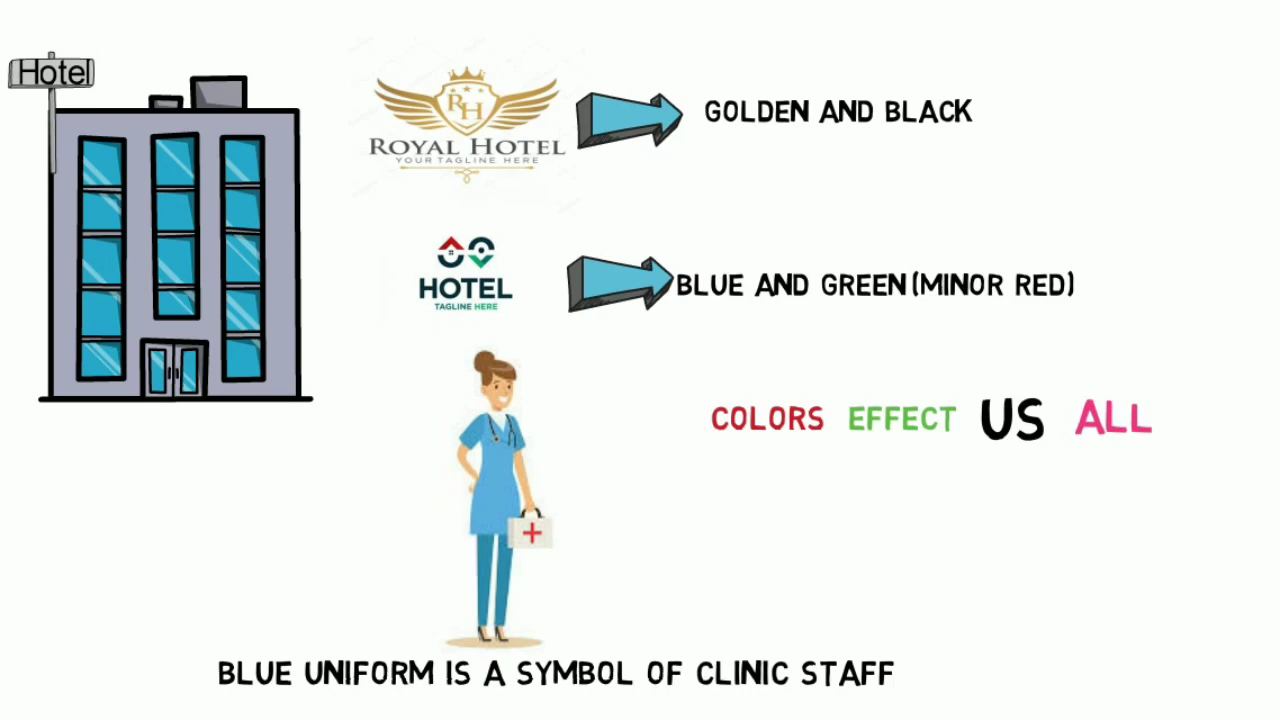 Hotel
RH
ROYAL HOTEL
YOUR TAGLINE HERE
GOLDEN AND BLACK
HOTEL
TAGLINE HERE
BLUE AND GREEN (MINOR RED)
COLORS EFFECT US ALL
BLUE UNIFORM IS A SYMBOL OF CLINIC STAFF